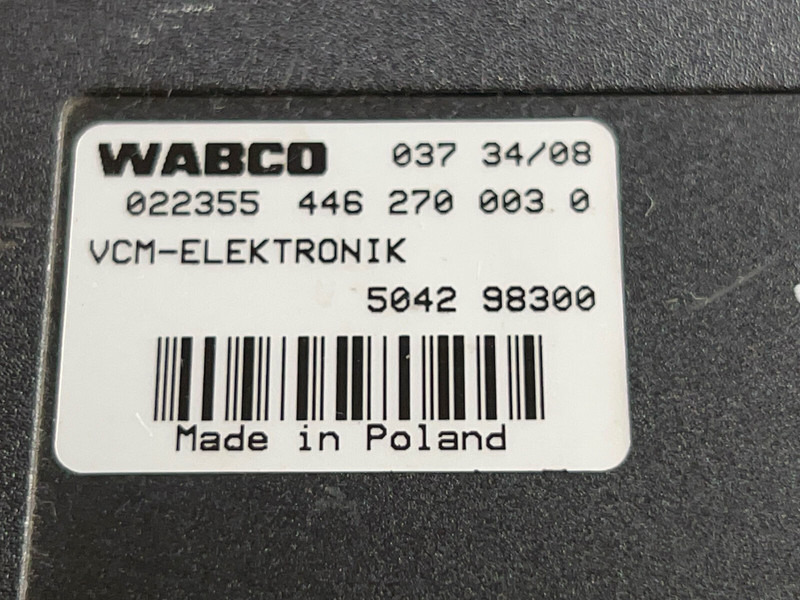 WABCO 037 34/08
022355 446 270 003 0
VCM-ELEKTRONIK
5042 98300
Made in Poland